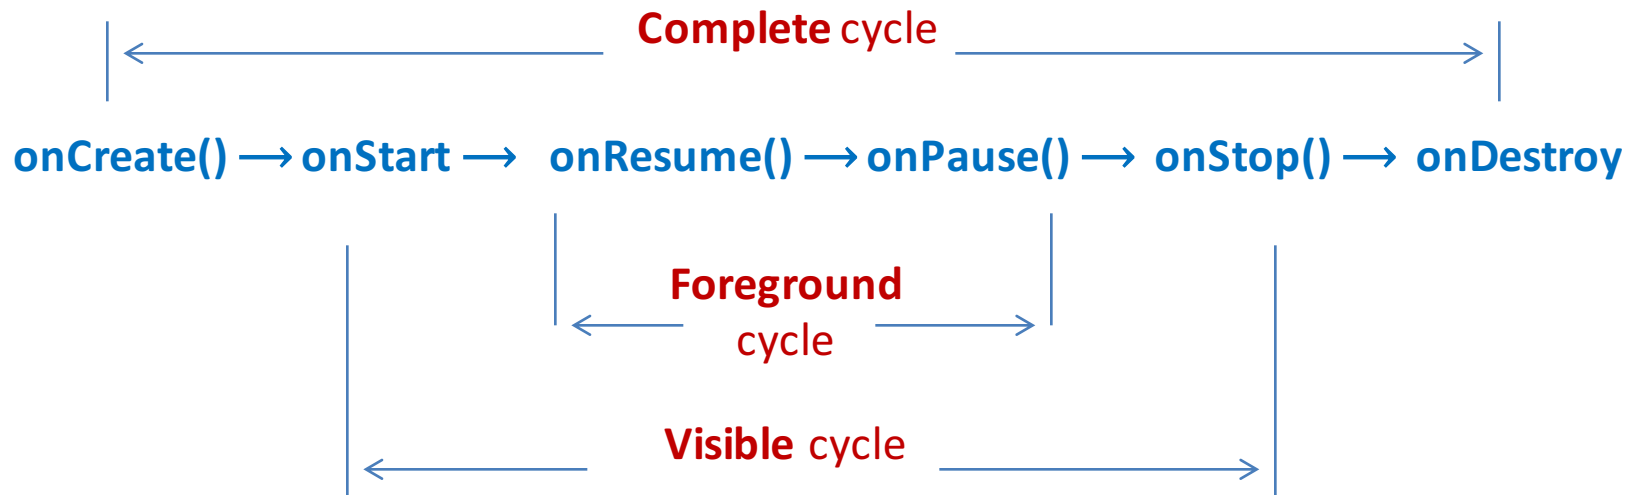 Complete cycle
onCreate() → onStart → onResume() → onPause() → onStop() → onDestroy
Foreground
cycle
Visible cycle